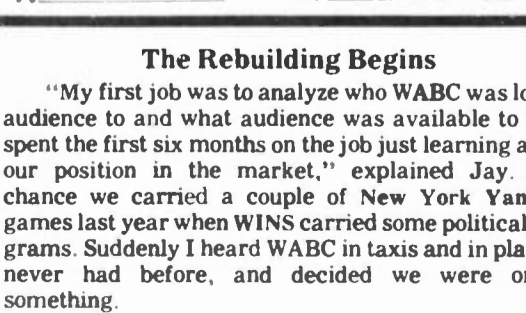 The Rebuilding Begins
"My first job was to analyze who WABC was lo
audience to and what audience was available to
spent the first six months on the job just learning a
our position in the market," explained Jay.
chance we carried a couple of New York Yan
games last year when WINS carried some political
grams. Suddenly I heard WABC in taxis and in pla
never had before, and decided we were on
something.